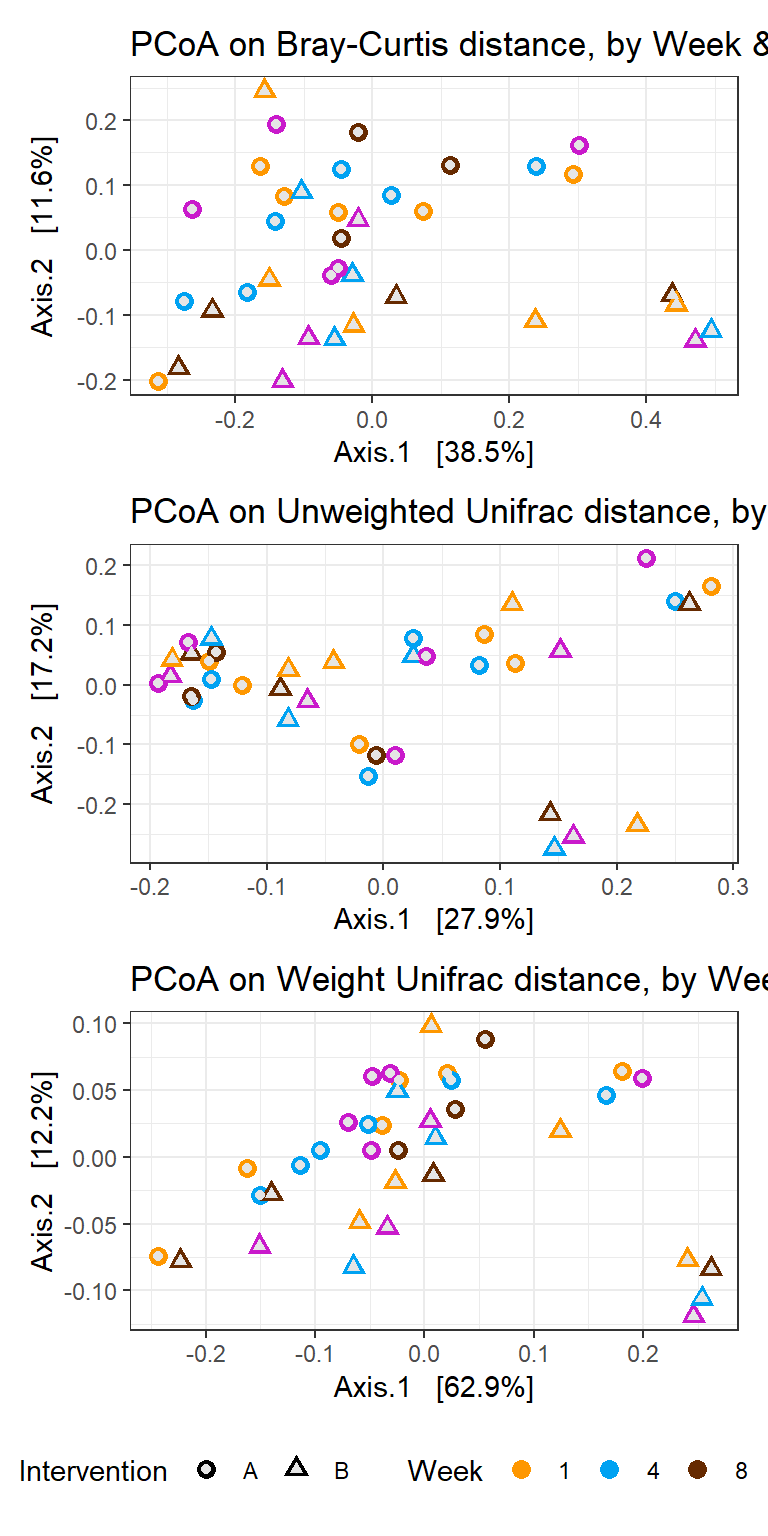 PCoA on Bray-Curtis distance, by Week &
0.2
0.1
0.0
-0.1
-0.2
Axis.2 [11.6%]
-0.2 0.0 0.2 0.4
Axis.1 [38.5%]
PCoA on Unweighted Unifrac distance, by
0.2
0.1
0.0
-0.1
-0.2
Axis.2 [17.2%]
-0.2 -0.1 0.0 0.1 0.2 0.3
Axis.1 [27.9%]
PCoA on Weight Unifrac distance, by Wee
0.10
0.05
0.00
-0.05
-0.10
Axis.2 [12.2%]
-0.2 -0.1 0.0 0.1 0.2
Axis.1 [62.9%]
Intervention A B Week 1 4 8